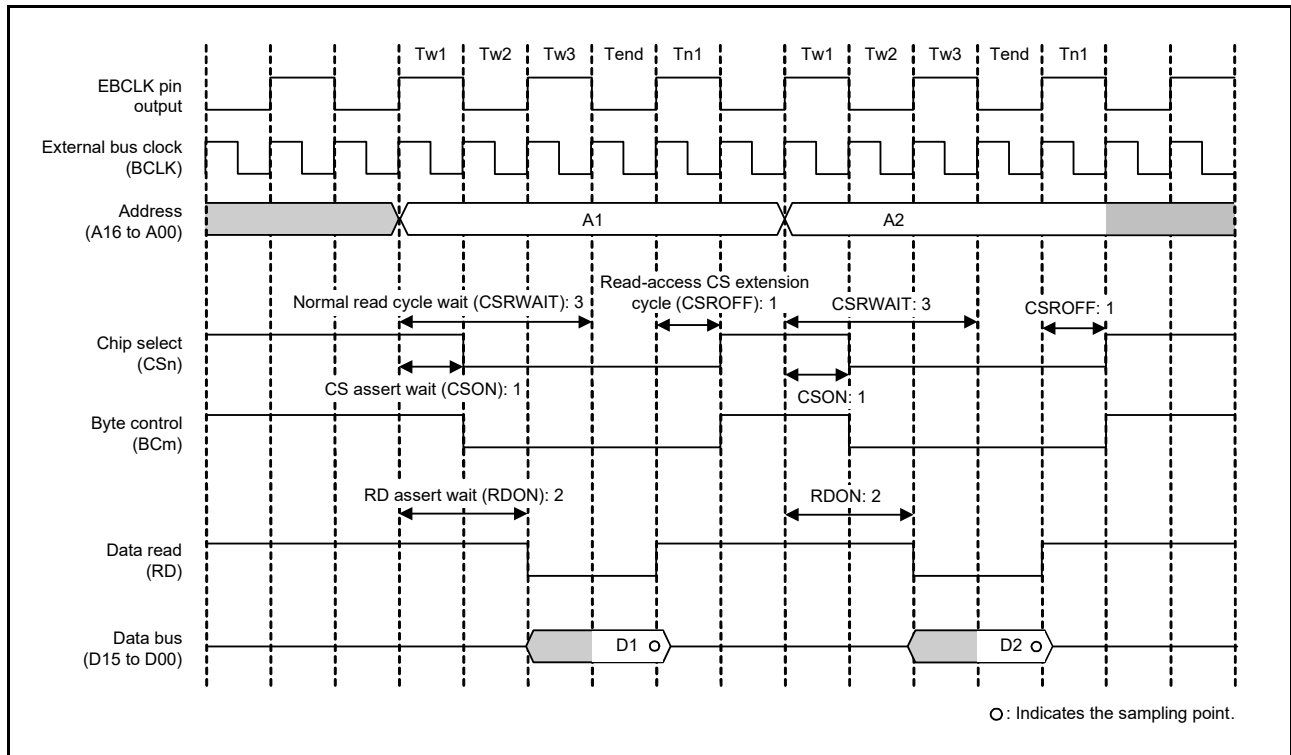 Tw1 Tw2 Tw3 Tend Tn1 Tw1 Tw2 Tw3 Tend Tn1
EBCLK pin
output
External bus clock
(BCLK)
Address
(A16 to A00)
A1 A2
Normal read cycle wait (CSRWAIT): 3
Read-access CS extension
cycle (CSROFF): 1
CSRWAIT: 3
CSROFF: 1
Chip select
(CSn)
CS assert wait (CSON): 1
CSON: 1
Byte control
(BCm)
RD assert wait (RDON): 2
RDON: 2
Data read
(RD)
Data bus
(D15 to D00)
D1 D2
: Indicates the sampling point.